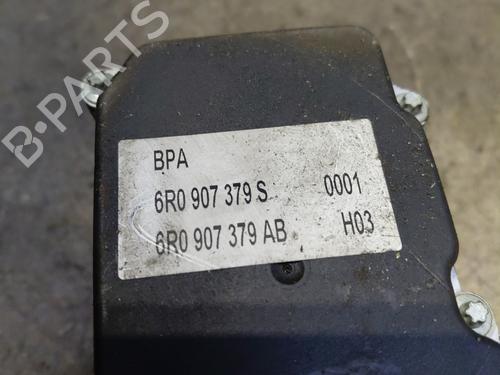 B-PARTS
BPA
6R0 907 379 S 0001
6R0 907 379 AB H03